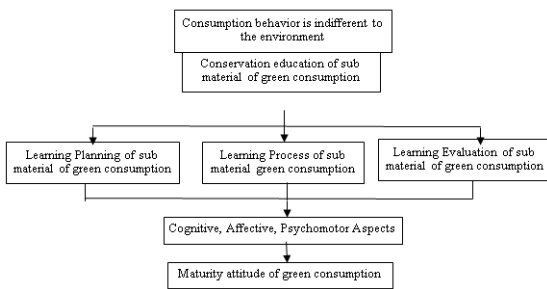 Consumption behavior is indifferent to
the environment
Conservation education of sub
material of green consumption
Learning Planning of sub
material of green consumption
Learning Process of sub
material green consumption
Learning Evaluation of sub
material of green consumption
Cognitive, Affective, Psychomotor Aspects
Maturity attitude of green consumption